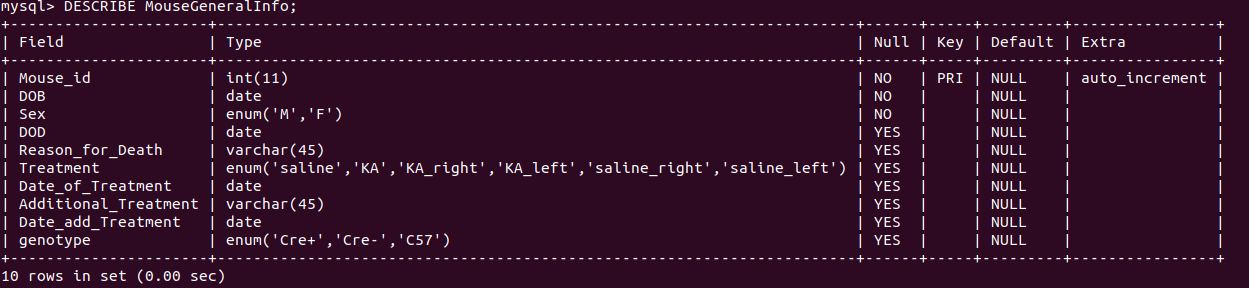 mysql> DESCRIBE MouseGeneralInfo;
+----------------------+--------------------------------------------------------------------------+------+-----+---------+----------------+
| Field                | Type                                                                     | Null | Key | Default | Extra          |
+----------------------+--------------------------------------------------------------------------+------+-----+---------+----------------+
| Mouse_id             | int(11)                                                                  | NO   | PRI | NULL    | auto_increment |
| DOB                  | date                                                                     | NO   |     | NULL    |                |
| Sex                  | enum('M','F')                                                            | NO   |     | NULL    |                |
| DOD                  | date                                                                     | YES  |     | NULL    |                |
| Reason_for_Death     | varchar(45)                                                              | YES  |     | NULL    |                |
| Treatment            | enum('saline','KA','KA_right','KA_left','saline_right','saline_left') | YES  |     | NULL    |                |
| Date_of_Treatment    | date                                                                     | YES  |     | NULL    |                |
| Additional_Treatment | varchar(45)                                                              | YES  |     | NULL    |                |
| Date_add_Treatment   | date                                                                     | YES  |     | NULL    |                |
| genotype             | enum('Cre+','Cre-','C57')                                                | YES  |     | NULL    |                |
+----------------------+--------------------------------------------------------------------------+------+-----+---------+----------------+
10 rows in set (0.00 sec)